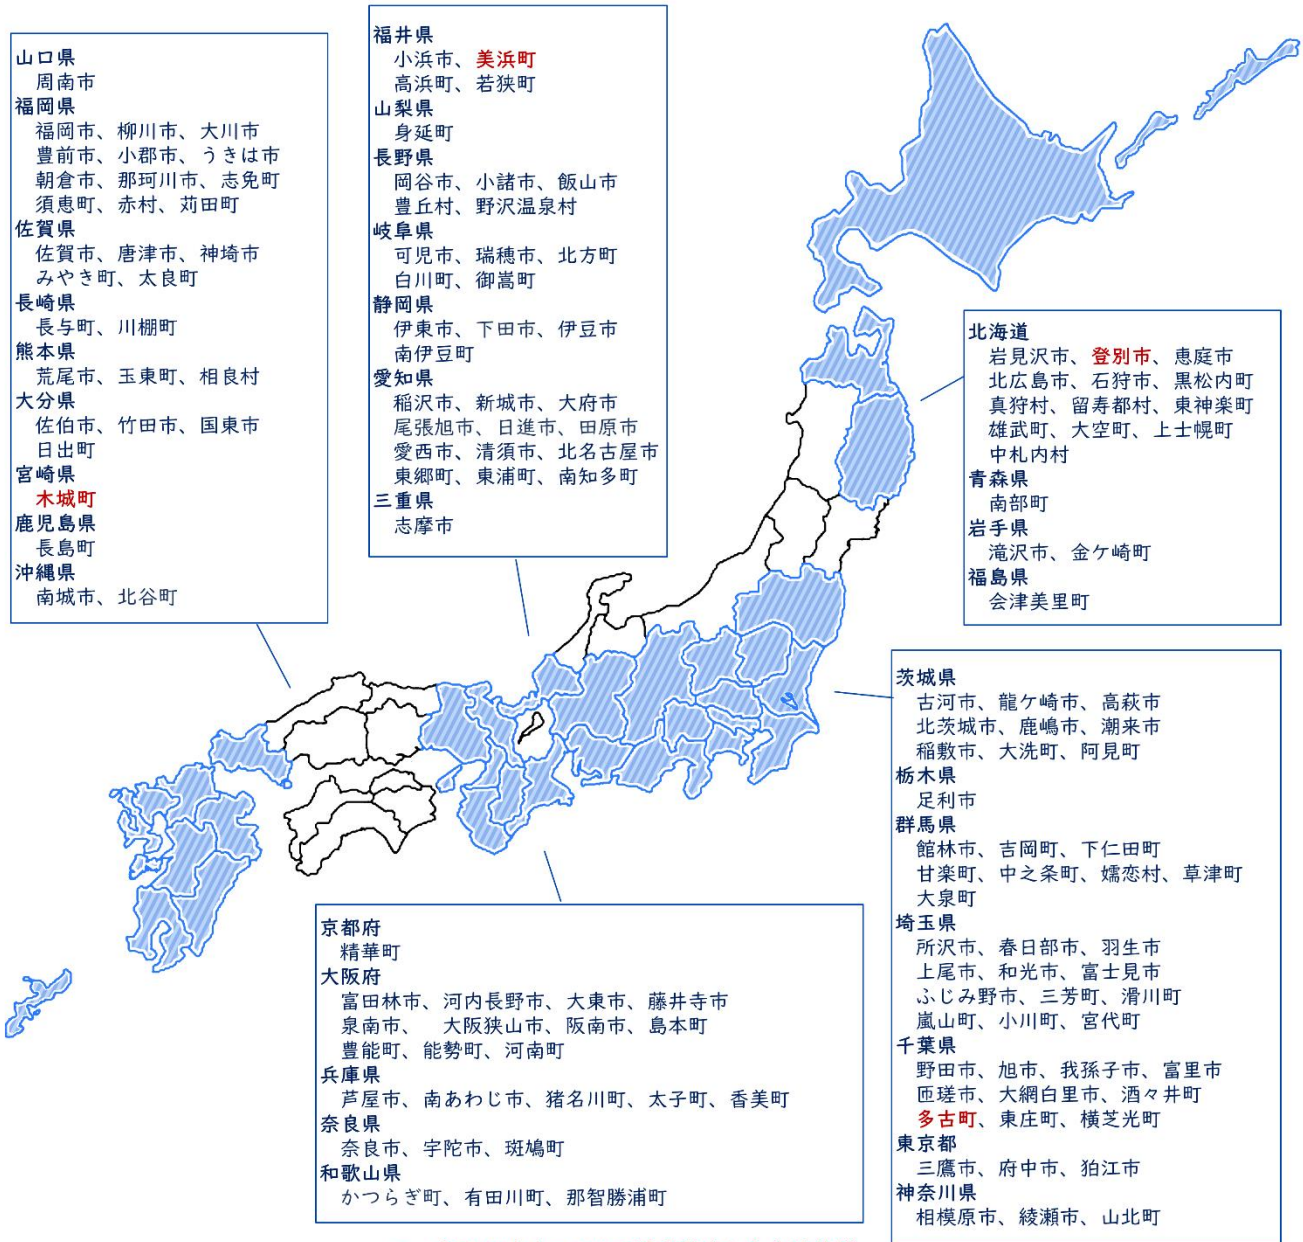 山口県
周南市
福岡県
福岡市、柳川市、大川市
豊前市、小郡市、うきは市
朝倉市、那珂川市、志免町
須恵町、赤村、苅田町
佐賀県
佐賀市、唐津市、神埼市
みやき町、太良町
長崎県
長与町、川棚町
熊本県
荒尾市、玉東町、相良村
大分県
佐伯市、竹田市、国東市
日出町
宮崎県
木城町
鹿児島県
長島町
沖縄県
南城市、北谷町
福井県
小浜市、美浜町
高浜町、若狭町
山梨県
身延町
長野県
岡谷市、小諸市、飯山市
豊丘村、野沢温泉村
岐阜県
可児市、瑞穂市、北方町
白川町、御嵩町
静岡県
伊東市、下田市、伊豆市
南伊豆町
愛知県
稲沢市、新城市、大府市
尾張旭市、日進市、田原市
愛西市、清須市、北名古屋市
東郷町、東浦町、南知多町
三重県
志摩市
北海道
岩見沢市、登別市、恵庭市
北広島市、石狩市、黒松内町
真狩村、留寿都村、東神楽町
雄武町、大空町、上士幌町
中札内村
青森県
南部町
岩手県
滝沢市、金ケ崎町
福島県
会津美里町
茨城県
古河市、龍ケ崎市、高萩市
北茨城市、鹿嶋市、潮来市
稲敷市、大洗町、阿見町
栃木県
足利市
群馬県
館林市、吉岡町、下仁田町
甘楽町、中之条町、嬬恋村、草津町
大泉町
埼玉県
所沢市、春日部市、羽生市
上尾市、和光市、富士見市
ふじみ野市、三芳町、滑川町
嵐山町、小川町、宮代町
千葉県
野田市、旭市、我孫子市、富里市
匝瑳市、大網白里市、酒々井町
多古町、東庄町、横芝光町
東京都
三鷹市、府中市、狛江市
神奈川県
相模原市、綾瀬市、山北町
京都府
精華町
大阪府
富田林市、河内長野市、大東市、藤井寺市
泉南市、　大阪狭山市、阪南市、島本町
豊能町、能勢町、河南町
兵庫県
芦屋市、南あわじ市、猪名川町、太子町、香美町
奈良県
奈良市、宇陀市、斑鳩町
和歌山県
かつらぎ町、有田川町、那智勝浦町